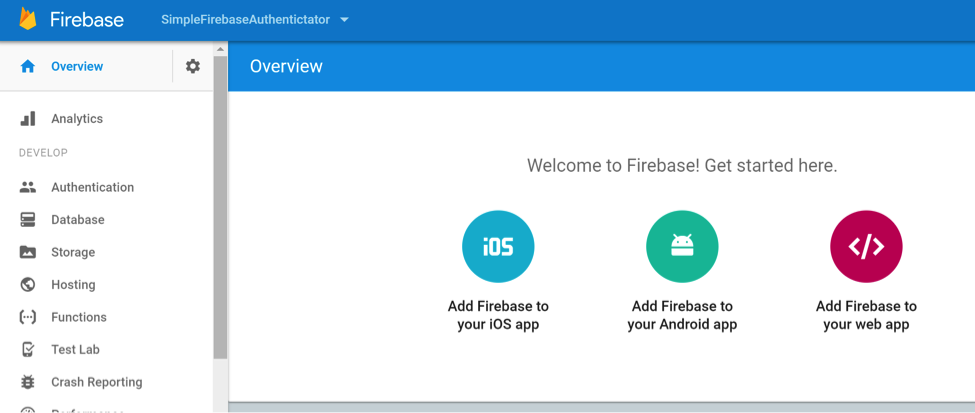 Firebase
SimpleFirebaseAuthentictator
Overview
Overview
Analytics
DEVELOP
Authentication
Database
Storage
Hosting
Functions
Test Lab
Crash Reporting
Welcome to Firebase! Get started here.
iOS
Add Firebase to
your iOS app
Add Firebase to
your Android app
</>
Add Firebase to
your web app